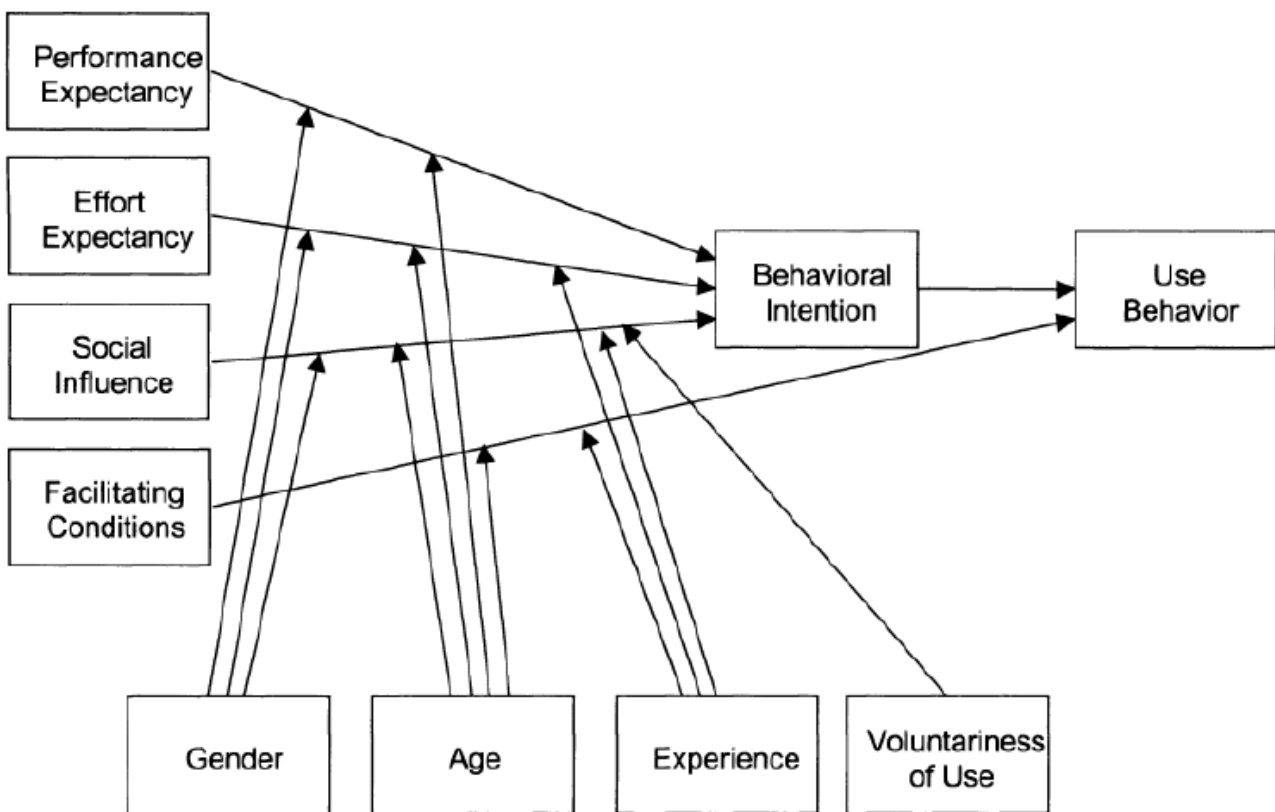 Performance
Expectancy
Effort
Expectancy
Social
Influence
Facilitating
Conditions
Behavioral
Intention
Use
Behavior
Gender
Age
Experience
Voluntariness
of Use